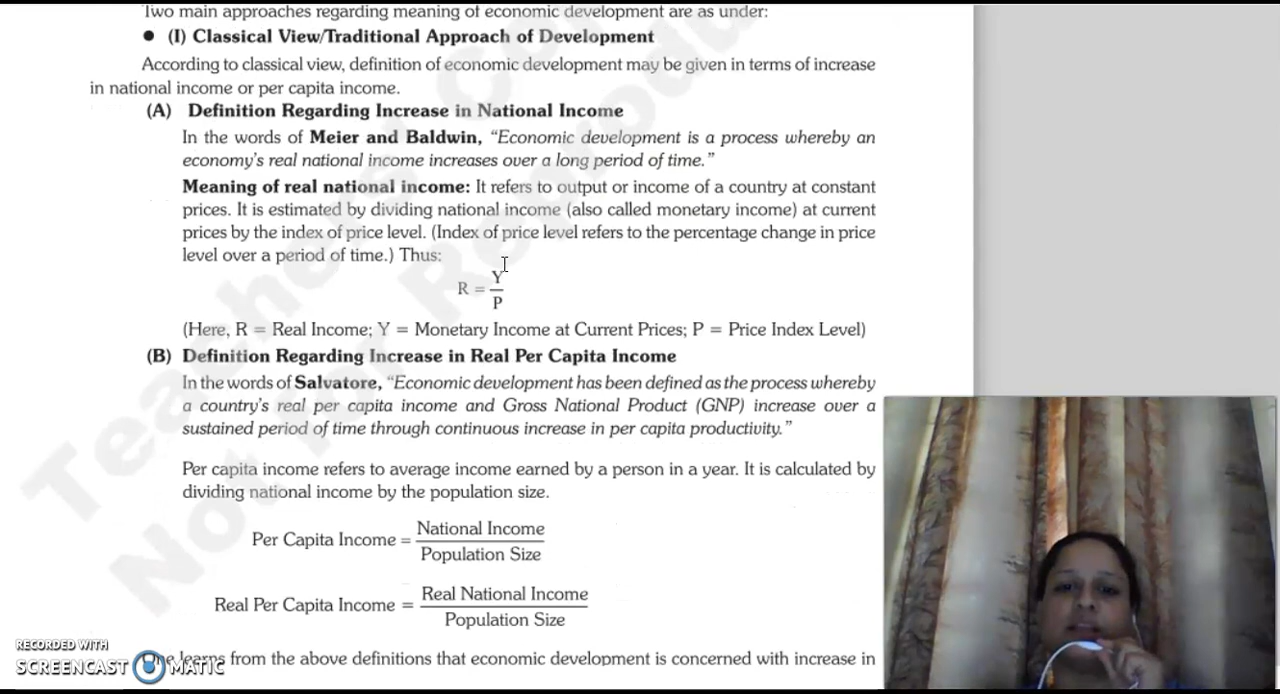 Two main approaches regarding meaning of economic development are as under:
● (I) Classical View/Traditional Approach of Development
According to classical view, definition of economic development may be given in terms of increase
in national income or per capita income.
(A) Definition Regarding Increase in National Income
In the words of Meier and Baldwin, “Economic development is a process whereby an
economy’s real national income increases over a long period of time.”
Meaning of real national income: It refers to output or income of a country at constant
prices. It is estimated by dividing national income (also called monetary income) at current
prices by the index of price level. (Index of price level refers to the percentage change in price
level over a period of time.) Thus:
R = Y
P
(Here, R = Real Income; Y = Monetary Income at Current Prices; P = Price Index Level)
(B) Definition Regarding Increase in Real Per Capita Income
In the words of Salvatore, “Economic development has been defined as the process whereby
a country’s real per capita income and Gross National Product (GNP) increase over a
sustained period of time through continuous increase in per capita productivity.”
Per capita income refers to average income earned by a person in a year. It is calculated by
dividing national income by the population size.
Per Capita Income = National Income
Population Size
Real Per Capita Income = Real National Income
Population Size
from the above definitions that economic development is concerned with increase in
RECORDED WITH
SCREENCAST MATIC
Teachers
Not for